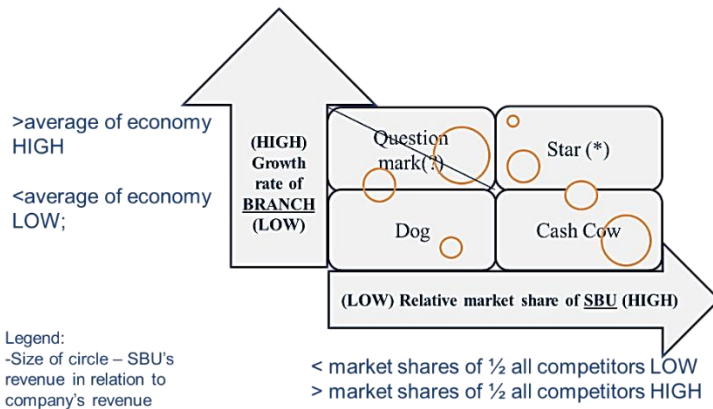 >average of economy
HIGH
<average of economy
LOW;
(HIGH)
Growth
rate of
BRANCH
(LOW)
Question
mark(?)
Star (*)
Dog
Cash Cow
(LOW) Relative market share of SBU (HIGH)
Legend:
-Size of circle – SBU's
revenue in relation to
company's revenue
< market shares of ½ all competitors LOW
> market shares of ½ all competitors HIGH